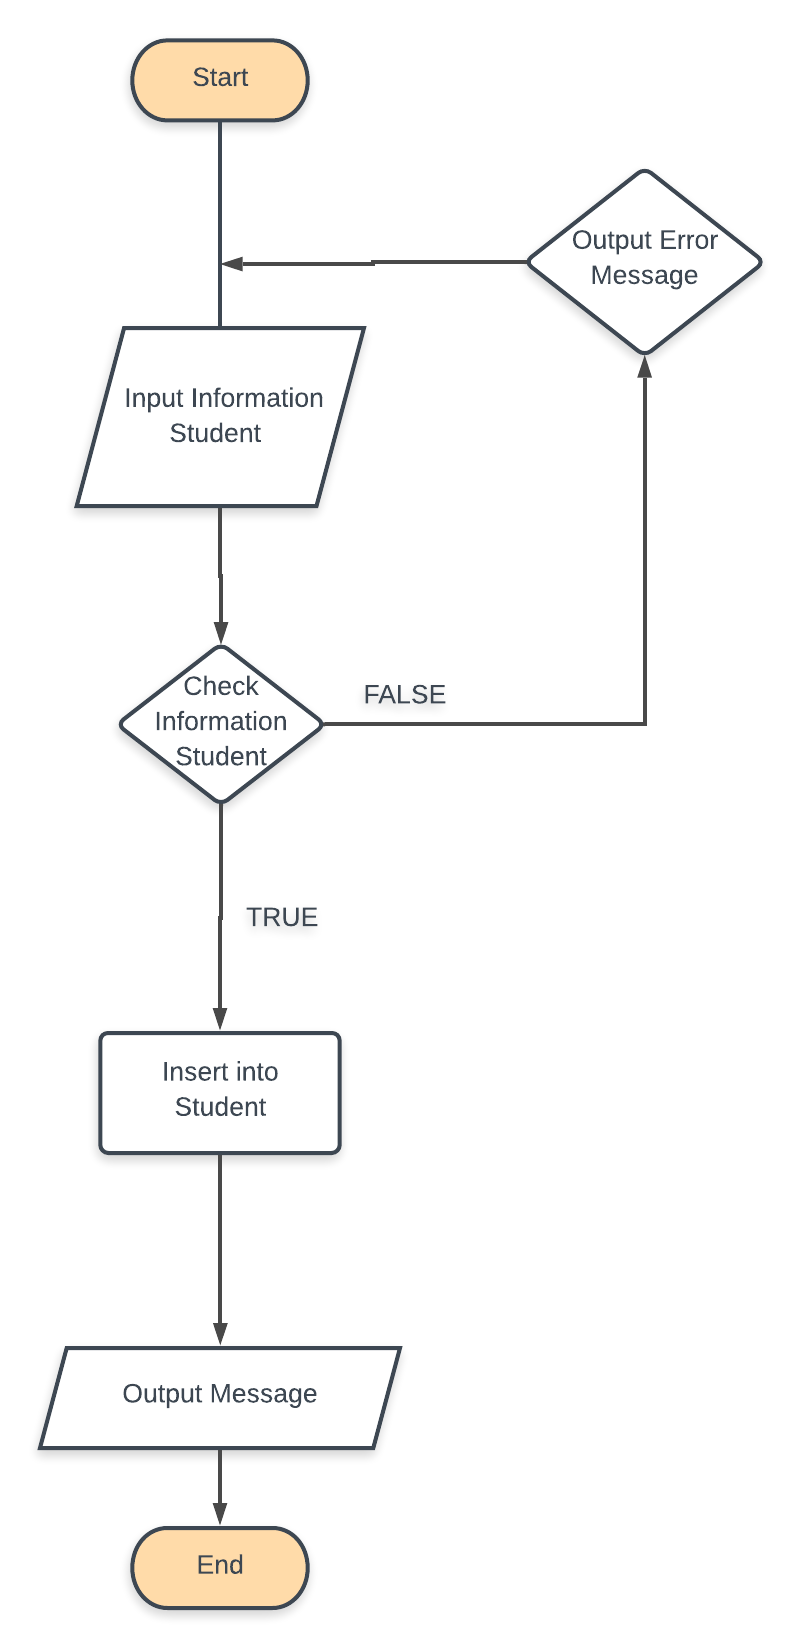 Start
Output Error
Message
Input Information
Student
Check
Information
Student
FALSE
TRUE
Insert into
Student
Output Message
End